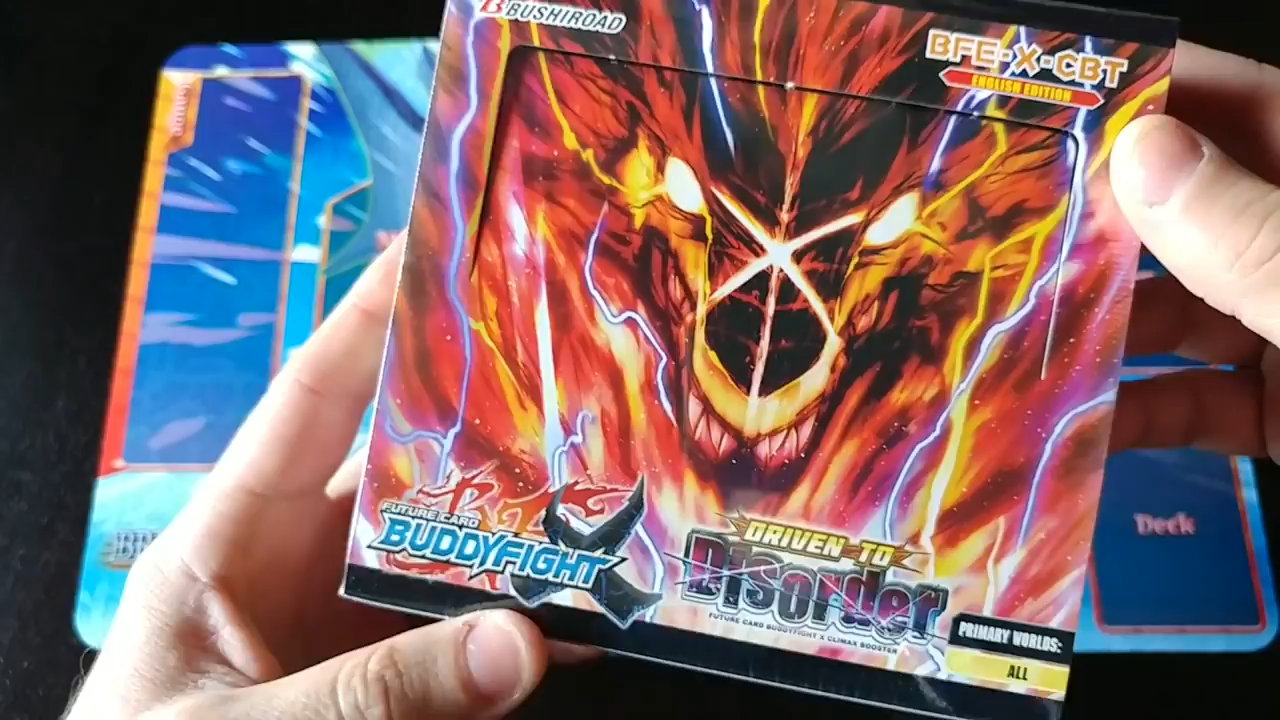 BUSHIROAD
BFE-X-CBT
ENGLISH EDITION
FUTURE CARD
BUDDYFIGHT
DRIVEN TO
Disorder
FUTURE CARD BUDDYFIGHT X CLIMAX BOOSTER
PRIMARY WORLDS:
ALL
Deck